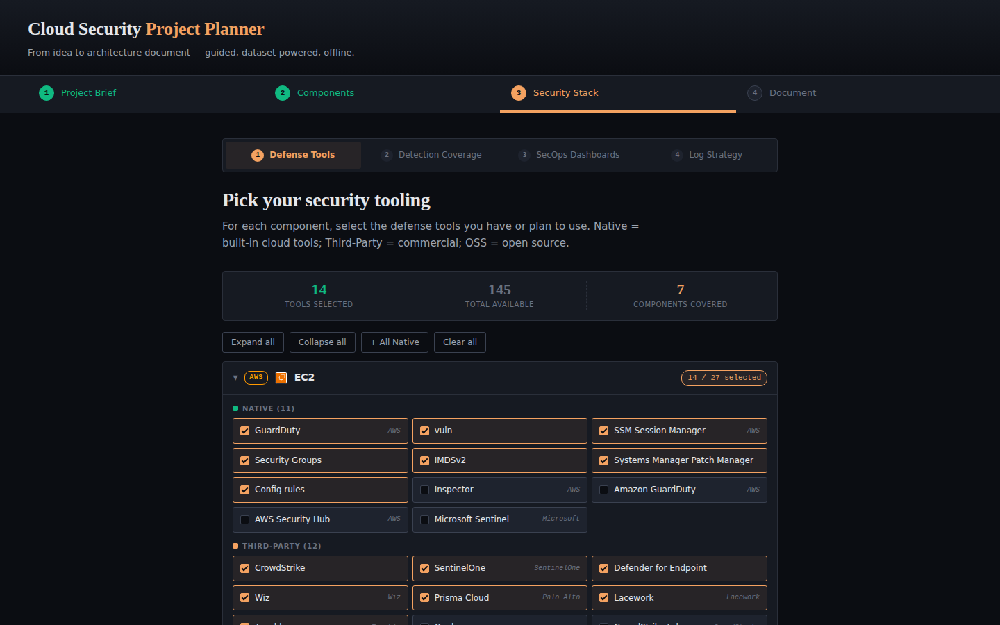 Cloud Security Project Planner
From idea to architecture document — guided, dataset-powered, offline.
1 Project Brief
2 Components
3 Security Stack
4 Document
1 Defense Tools
2 Detection Coverage
3 SecOps Dashboards
4 Log Strategy
Pick your security tooling
For each component, select the defense tools you have or plan to use. Native =
built-in cloud tools; Third-Party = commercial; OSS = open source.
14
TOOLS SELECTED
145
TOTAL AVAILABLE
7
COMPONENTS COVERED
Expand all
Collapse all
+ All Native
Clear all
▼ AWS EC2 14 / 27 selected
NATIVE (11)
GuardDuty AWS
vuln
SSM Session Manager AWS
Security Groups
IMDSv2
Systems Manager Patch Manager
Config rules
Inspector AWS
Amazon GuardDuty AWS
AWS Security Hub AWS
Microsoft Sentinel Microsoft
THIRD-PARTY (12)
CrowdStrike
SentinelOne SentinelOne
Defender for Endpoint
Wiz Wiz
Prisma Cloud Palo Alto
Lacework Lacework